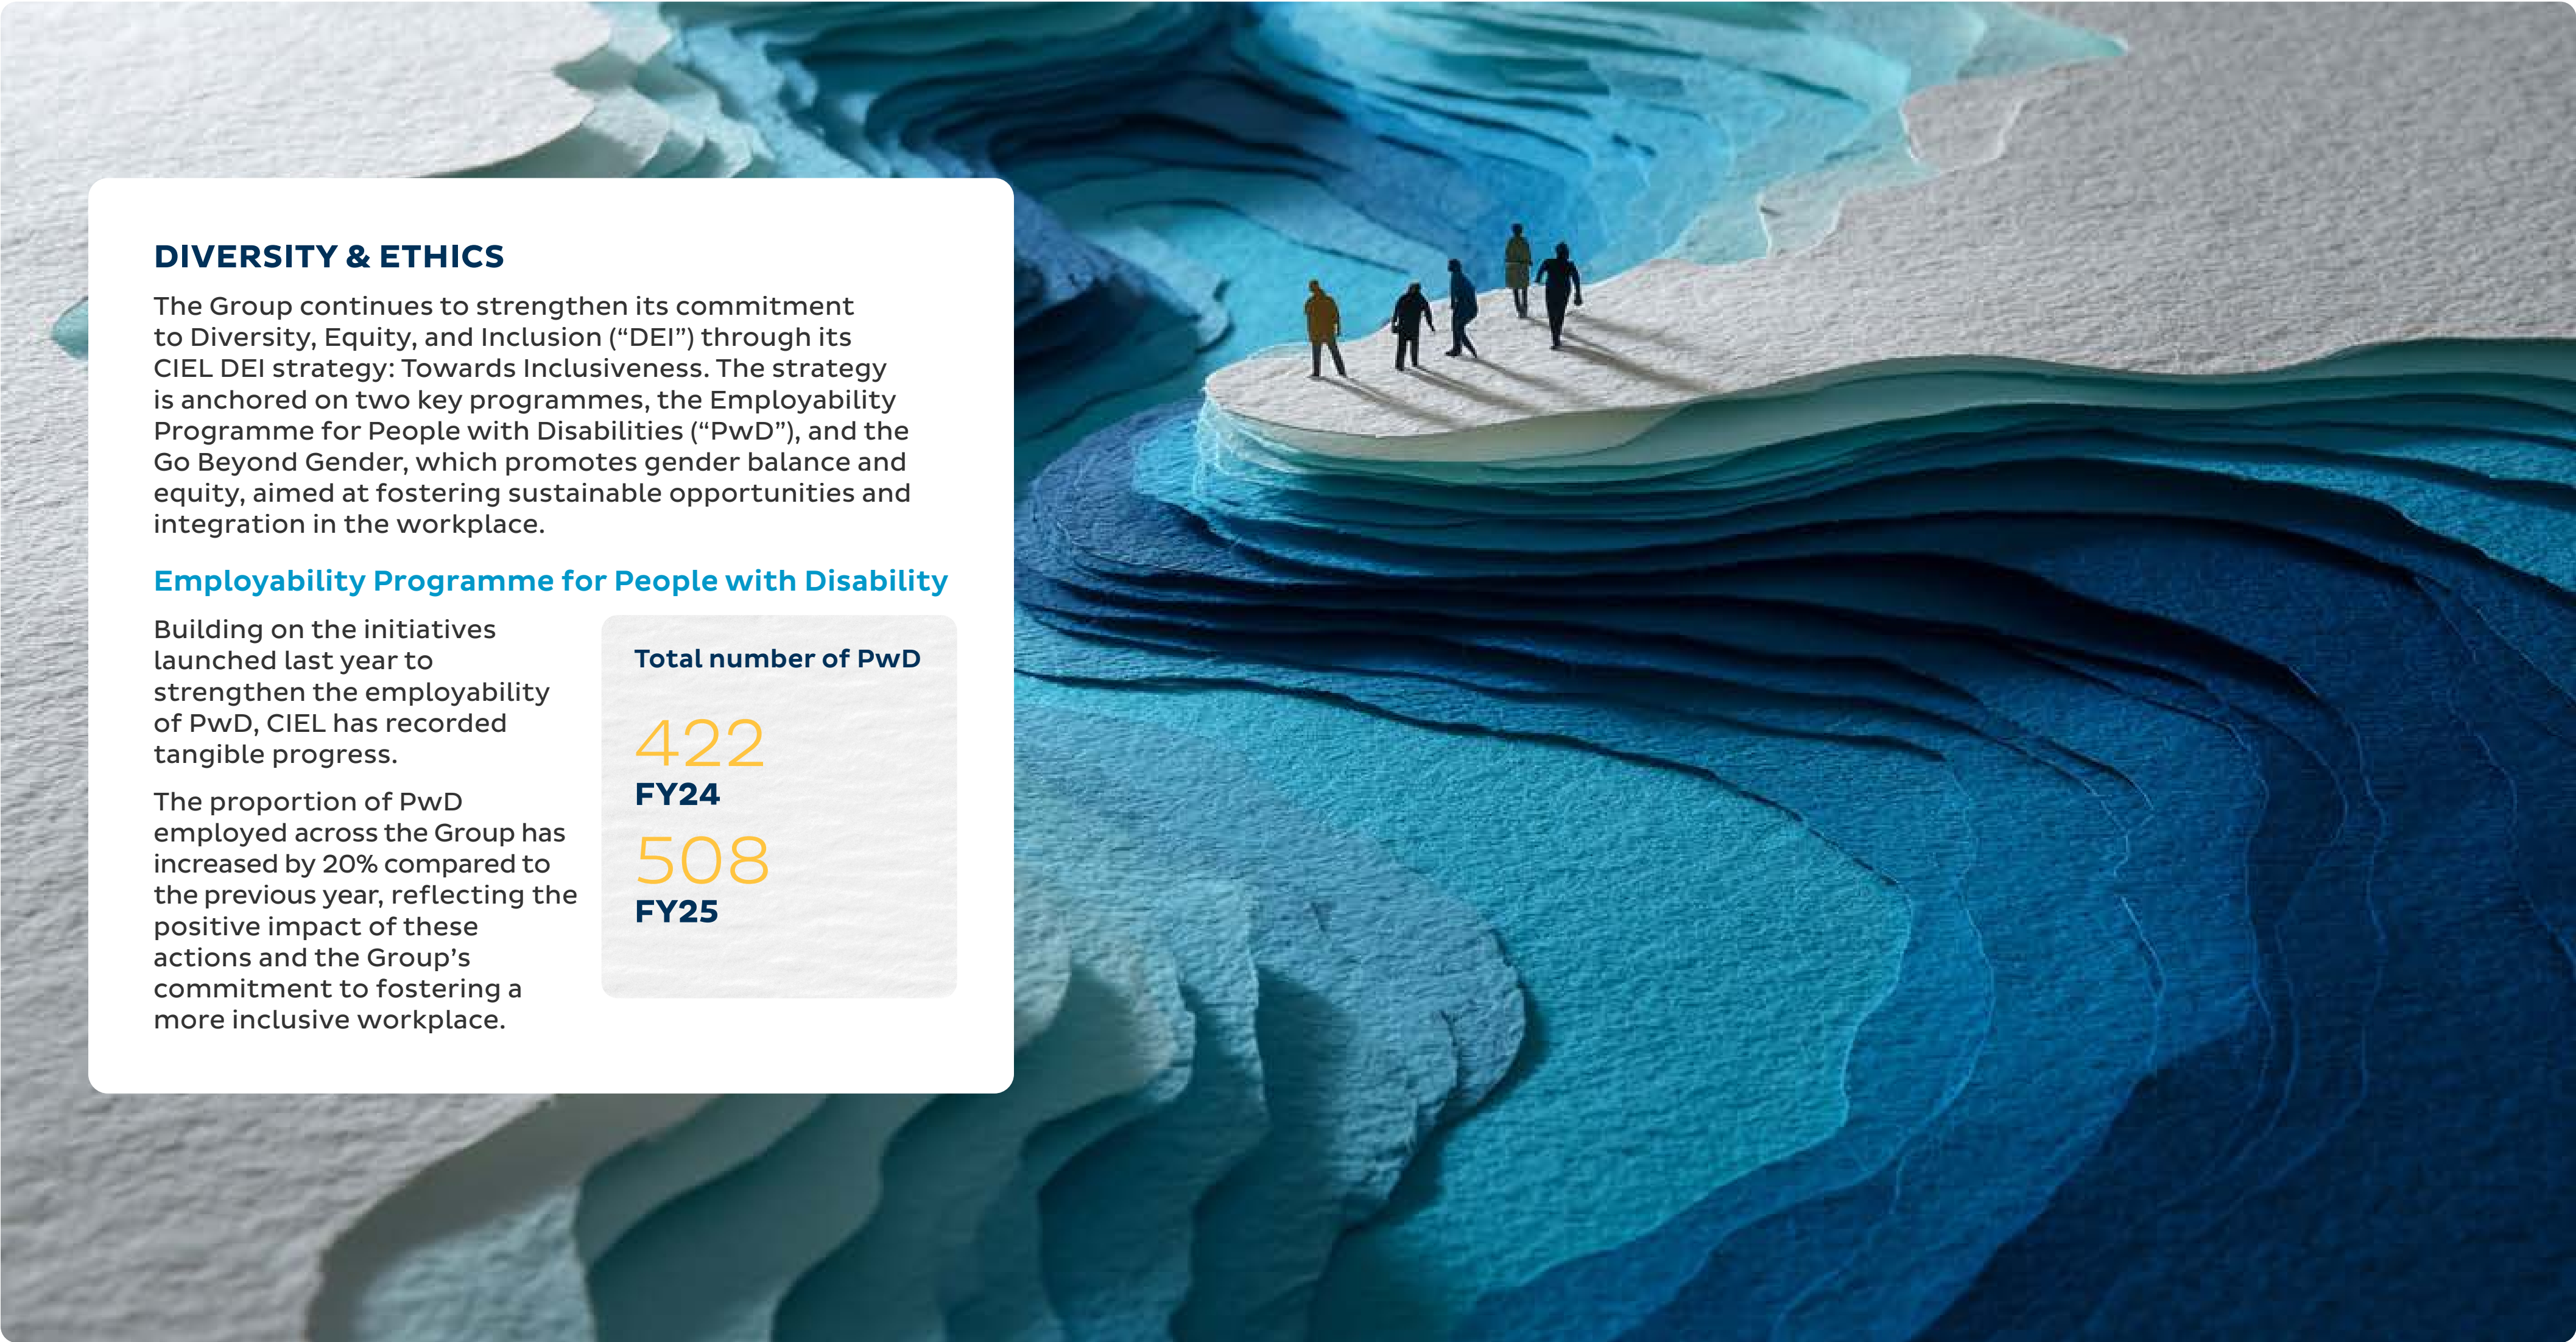 DIVERSITY & ETHICS
The Group continues to strengthen its commitment
to Diversity, Equity, and Inclusion (“DEI”) through its
CIEL DEI strategy: Towards Inclusiveness. The strategy
is anchored on two key programmes, the Employability
Programme for People with Disabilities (“PwD”), and the
Go Beyond Gender, which promotes gender balance and
equity, aimed at fostering sustainable opportunities and
integration in the workplace.
Employability Programme for People with Disability
Building on the initiatives
launched last year to
strengthen the employability
of PwD, CIEL has recorded
tangible progress.
The proportion of PwD
employed across the Group has
increased by 20% compared to
the previous year, reflecting the
positive impact of these
actions and the Group’s
commitment to fostering a
more inclusive workplace.
Total number of PwD
422
FY24
508
FY25